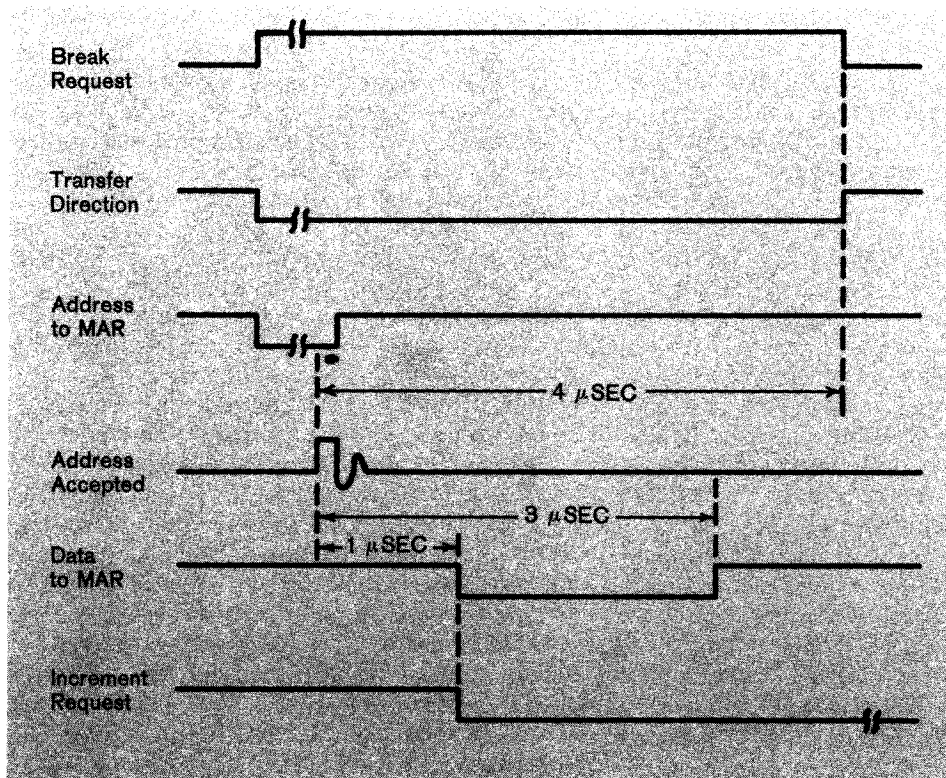 Break
Request
Transfer
Direction
Address
to MAR
4 μSEC
Address
Accepted
3 μSEC
1 μSEC
Data
to MAR
Increment
Request